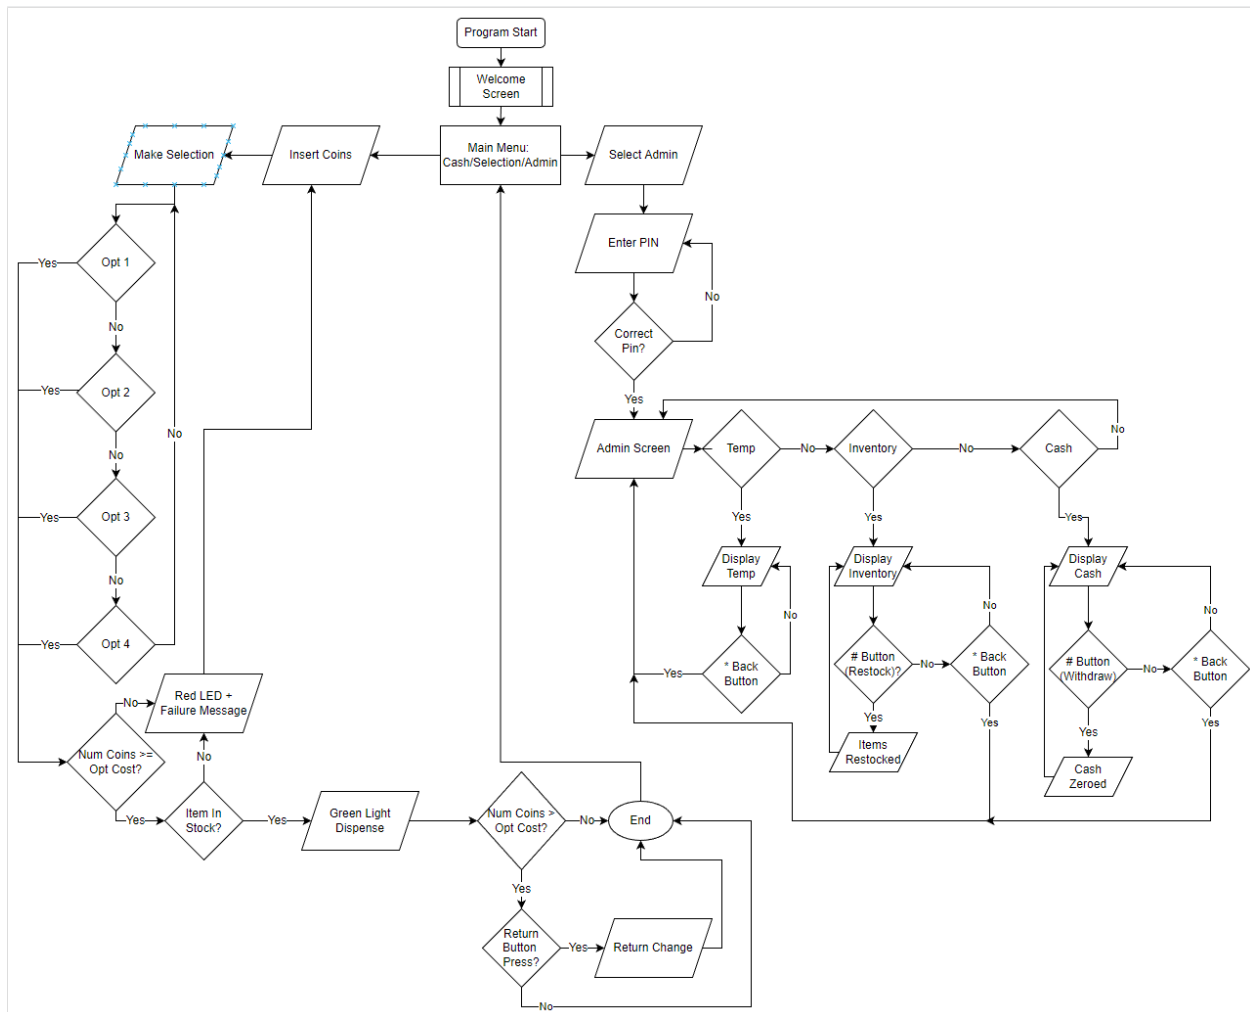 Program Start
Welcome
Screen
Make Selection
Insert Coins
Main Menu:
Cash/Selection/Admin
Select Admin
Enter PIN
Yes
Opt 1
No
No
Correct
Pin?
Yes
Opt 2
Yes
No
No
No
Admin Screen
Temp
No
Inventory
No
Cash
Yes
Opt 3
Yes
Yes
Yes
No
Display
Temp
Display
Inventory
Display
Cash
No
No
No
Yes
Opt 4
Yes
* Back
Button
# Button
(Restock)?
No
* Back
Button
# Button
(Withdraw)
No
* Back
Button
Red LED +
Failure Message
No
Yes
Yes
Yes
Yes
Num Coins >=
Opt Cost?
No
Items
Restocked
Cash
Zeroed
Yes
Item In
Stock?
Yes
Green Light
Dispense
Num Coins >
Opt Cost?
No
End
Yes
Return
Button
Press?
Yes
Return Change
No